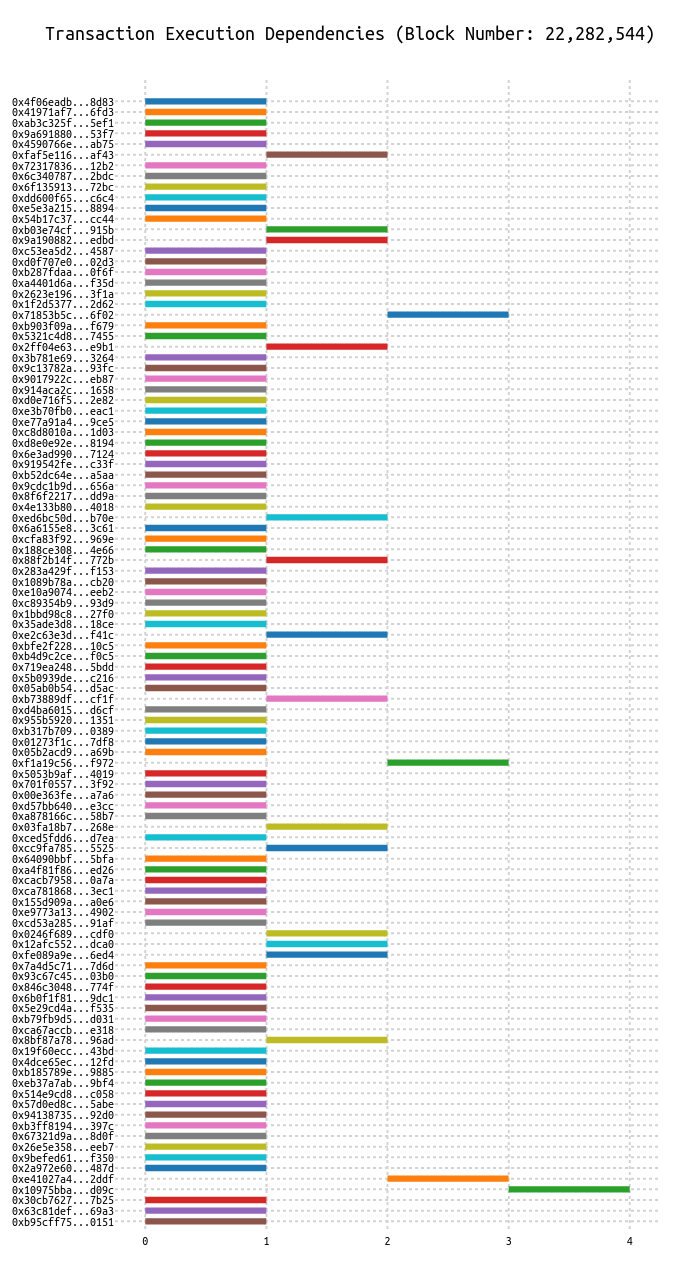 Transaction Execution Dependencies (Block Number: 22,282,544)
0x4f06eadb...8d83
0x41971af7...6fd3
0xab3c325f...5ef1
0x9a691880...53f7
0x4590766e...ab75
0xfaf5e116...af43
0x72317836...12b2
0x6c340787...2bdc
0x6f135913...72bc
0xdd600f65...c6c4
0xe5e3a215...8894
0x54b17c37...cc44
0xb03e74cf...915b
0x9a190882...edbd
0xc53ea5d2...4587
0xd0f707e0...02d3
0xb287fdaa...0f6f
0xa4401d6a...f35d
0x2623e196...3f1a
0x1f2d5377...2d62
0x71853b5c...6f02
0xb903f09a...f679
0x5321c4d8...7455
0x2ff04e63...e9b1
0x3b781e69...3264
0x9c13782a...93fc
0x9017922c...eb87
0x914aca2c...1658
0xd0e716f5...2e82
0xe3b70fb0...eac1
0xe77a91a4...9ce5
0xc8d8010a...1d03
0xd8e0e92e...8194
0x6e3ad990...7124
0x919542fe...c33f
0xb52dc64e...a5aa
0x9cdc1b9d...656a
0x8f6f2217...dd9a
0x4e133b80...4018
0xed6bc50d...b70e
0x6a6155e8...3c61
0xcfa83f92...969e
0x188ce308...4e66
0x88f2b14f...772b
0x283a429f...f153
0x1089b78a...cb20
0xe10a9074...eeb2
0xc89354b9...93d9
0x1bbd98c8...27f0
0x35ade3d8...18ce
0xe2c63e3d...f41c
0xbfe2f228...10c5
0xb4d9c2ce...f0c5
0x719ea248...5bdd
0x5b0939de...c216
0x05ab0b54...d5ac
0xb73889df...cf1f
0xd4ba6015...d6cf
0x955b5920...1351
0xb317b709...0389
0x01273f1c...7df8
0x05b2acd9...a69b
0xf1a19c56...f972
0x5053b9af...4019
0x701f0557...3f92
0x00e363fe...a7a6
0xd57bb640...e3cc
0xa878166c...58b7
0x03fa18b7...268e
0xced5fdd6...d7ea
0xcc9fa785...5525
0x64090bbf...5bfa
0xa4f81f86...ed26
0xcacb7958...0a7a
0xca781868...3ec1
0x155d909a...a0e6
0xe9773a13...4902
0xcd53a285...91af
0x0246f689...cdf0
0x12afc552...dca0
0xfe089a9e...6ed4
0x7a4d5c71...7d6d
0x93c67c45...03b0
0x846c3048...774f
0x6b0f1f81...9dc1
0x5e29cd4a...f535
0xb79fb9d5...d031
0xca67accb...e318
0x8bf87a78...96ad
0x19f60ecc...43bd
0x4dce65ec...12fd
0xb185789e...9885
0xeb37a7ab...9bf4
0x514e9cd8...c058
0x57d0ed8c...5abe
0x94138735...92d0
0xb3ff8194...397c
0x67321d9a...8d0f
0x26e5e358...eeb7
0x9befed61...f350
0x2a972e60...487d
0xe41027a4...2ddf
0x10975bba...d09c
0x30cb7627...7b25
0x63c81def...69a3
0xb95cff75...0151
0 1 2 3 4